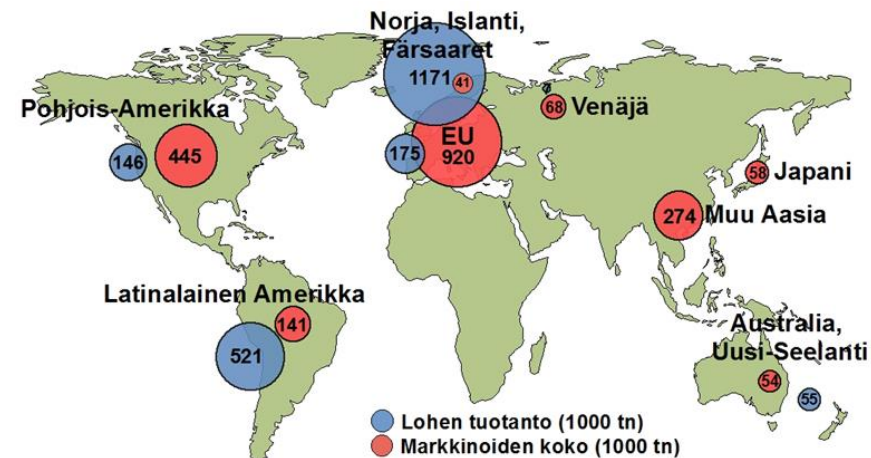 Norja, Islanti,
Färsaaret
1171
41
Pohjois-Amerikka
146
445
EU
920
175
68 Venäjä
58 Japani
274 Muu Aasia
Latinalainen Amerikka
141
521
Australia,
Uusi-Seelanti
54
55
Lohen tuotanto (1000 tn)
Markkinoiden koko (1000 tn)